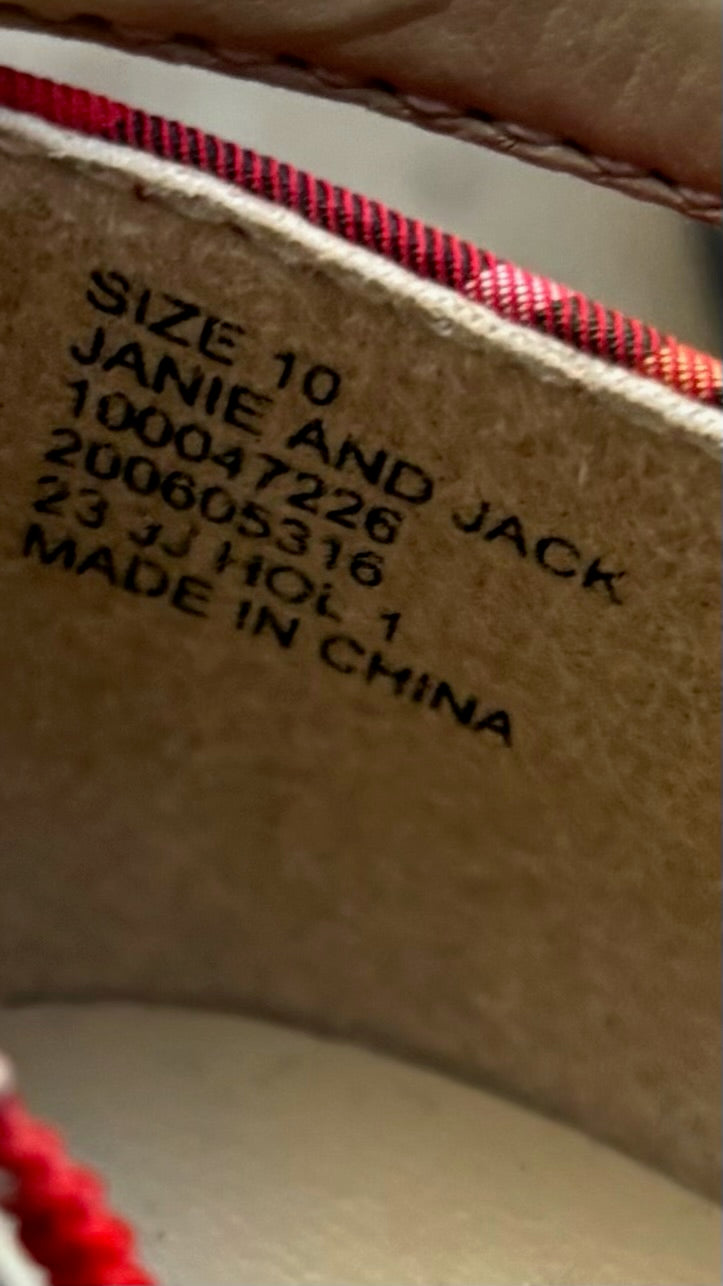 SIZE 10
JANIE AND JACK
100047226
200605316
23 JJ HOL 1
MADE IN CHINA